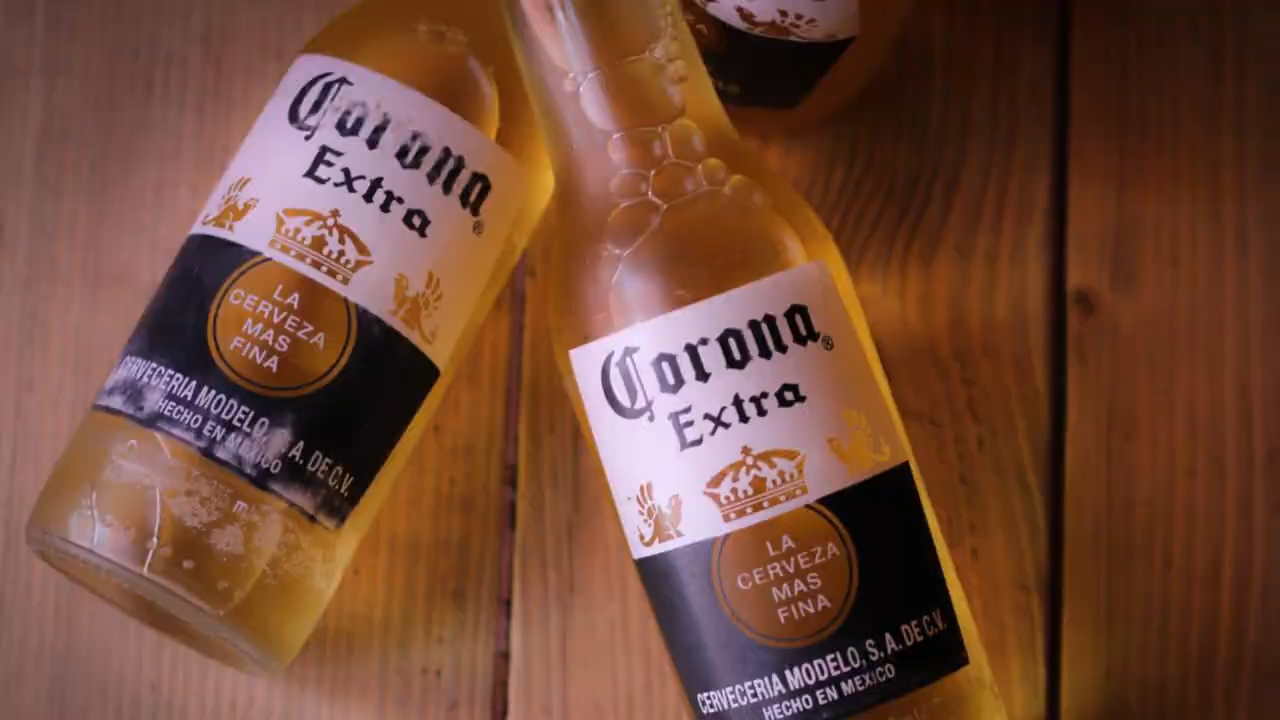 Corona
Extra
®
LA
CERVEZA
MAS
FINA
CERVECERIA MODELO, S. A. DE C.V.
HECHO EN MEXICO
Corona®
Extra
LA
CERVEZA
MAS
FINA
CERVECERIA MODELO, S. A. DE C.V.
HECHO EN MEXICO